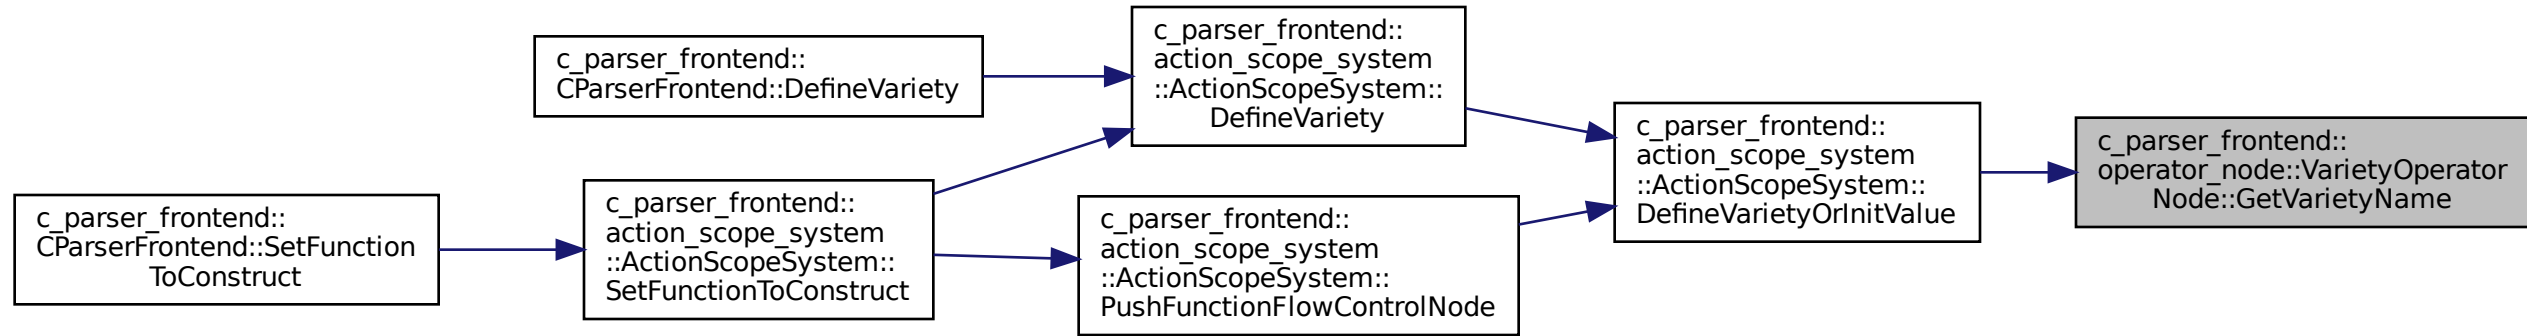 c_parser_frontend::
CParserFrontend::SetFunction
ToConstruct
c_parser_frontend::
CParserFrontend::DefineVariety
c_parser_frontend::
action_scope_system
::ActionScopeSystem::
SetFunctionToConstruct
c_parser_frontend::
action_scope_system
::ActionScopeSystem::
DefineVariety
c_parser_frontend::
action_scope_system
::ActionScopeSystem::
PushFunctionFlowControlNode
c_parser_frontend::
action_scope_system
::ActionScopeSystem::
DefineVarietyOrInitValue
c_parser_frontend::
operator_node::VarietyOperator
Node::GetVarietyName